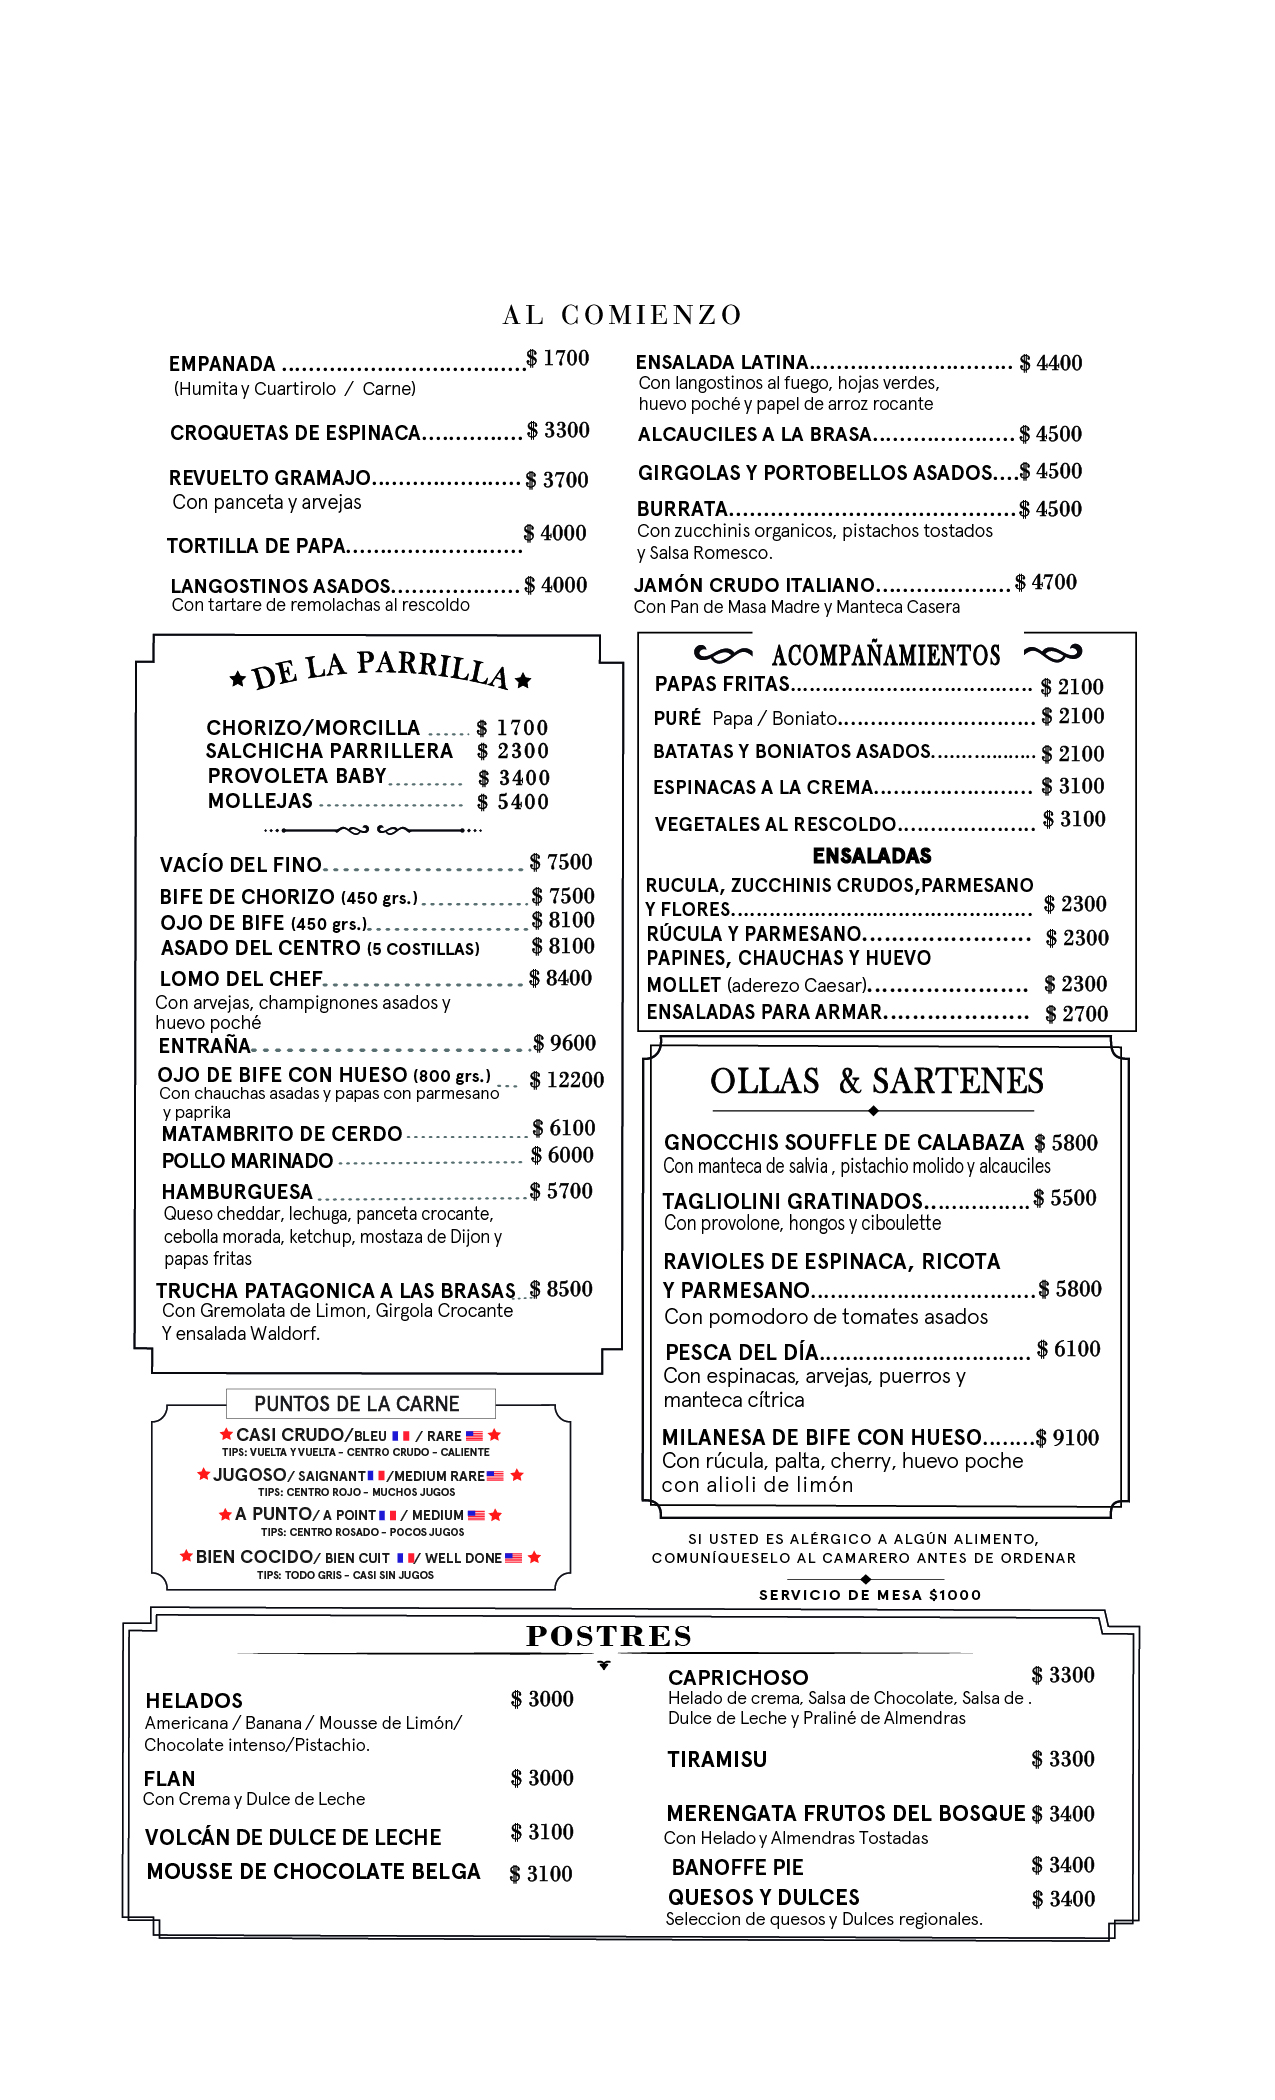 AL COMIENZO
EMPANADA ....................................$ 1700
(Humita y Cuartirolo / Carne)
CROQUETAS DE ESPINACA...............$ 3300
REVUELTO GRAMAJO......................$ 3700
Con panceta y arvejas
TORTILLA DE PAPA..........................$ 4000
LANGOSTINOS ASADOS...................$ 4000
Con tartare de remolachas al rescoldo
ENSALADA LATINA..............................$ 4400
Con langostinos al fuego, hojas verdes,
huevo poché y papel de arroz rocante
ALCAUCILES A LA BRASA.....................$ 4500
GIRGOLAS Y PORTOBELLOS ASADOS....$ 4500
BURRATA..........................................$ 4500
Con zucchinis organicos, pistachos tostados
y Salsa Romesco.
JAMÓN CRUDO ITALIANO....................$ 4700
Con Pan de Masa Madre y Manteca Casera
DE LA PARRILLA
CHORIZO/MORCILLA ...... $ 1700
SALCHICHA PARRILLERA $ 2300
PROVOLETA BABY............ $ 3400
MOLLEJAS ..................... $ 5400
VACÍO DEL FINO......................$ 7500
BIFE DE CHORIZO (450 grs.)..............$ 7500
OJO DE BIFE (450 grs.)......................$ 8100
ASADO DEL CENTRO (5 COSTILLAS) $ 8100
LOMO DEL CHEF......................$ 8400
Con arvejas, champignones asados y
huevo poché
ENTRAÑA..............................$ 9600
OJO DE BIFE CON HUESO (800 grs.) ... $ 12200
Con chauchas asadas y papas con parmesano
y paprika
MATAMBRITO DE CERDO....................$ 6100
POLLO MARINADO ........................... $ 6000
HAMBURGUESA ..............................$ 5700
Queso cheddar, lechuga, panceta crocante,
cebolla morada, ketchup, mostaza de Dijon y
papas fritas
TRUCHA PATAGONICA A LAS BRASAS...$ 8500
Con Gremolata de Limon, Girgola Crocante
Y ensalada Waldorf.
ACOMPAÑAMIENTOS
PAPAS FRITAS.................................... $ 2100
PURÉ Papa / Boniato............................. $ 2100
BATATAS Y BONIATOS ASADOS................. $ 2100
ESPINACAS A LA CREMA........................ $ 3100
VEGETALES AL RESCOLDO..................... $ 3100
ENSALADAS
RUCULA, ZUCCHINIS CRUDOS,PARMESANO
Y FLORES............................................. $ 2300
RÚCULA Y PARMESANO......................... $ 2300
PAPINES, CHAUCHAS Y HUEVO
MOLLET (aderezo Caesar)........................ $ 2300
ENSALADAS PARA ARMAR...................... $ 2700
OLLAS & SARTENES
GNOCCHIS SOUFFLE DE CALABAZA $ 5800
Con manteca de salvia , pistachio molido y alcauciles
TAGLIOLINI GRATINADOS................$ 5500
Con provolone, hongos y ciboulette
RAVIOLES DE ESPINACA, RICOTA
Y PARMESANO..................................$ 5800
Con pomodoro de tomates asados
PESCA DEL DÍA................................ $ 6100
Con espinacas, arvejas, puerros y
manteca cítrica
MILANESA DE BIFE CON HUESO........$ 9100
Con rúcula, palta, cherry, huevo poche
con alioli de limón
PUNTOS DE LA CARNE
CASI CRUDO/BLEU / RARE
TIPS: VUELTA Y VUELTA - CENTRO CRUDO - CALIENTE
JUGOSO/ SAIGNANT /MEDIUM RARE
TIPS: CENTRO ROJO - MUCHOS JUGOS
A PUNTO/ A POINT / MEDIUM
TIPS: CENTRO ROSADO - POCOS JUGOS
BIEN COCIDO/ BIEN CUIT / WELL DONE
TIPS: TODO GRIS - CASI SIN JUGOS
SI USTED ES ALÉRGICO A ALGÚN ALIMENTO,
COMUNÍQUESELO AL CAMARERO ANTES DE ORDENAR
SERVICIO DE MESA $1000
POSTRES
HELADOS $ 3000
Americana / Banana / Mousse de Limón/
Chocolate intenso/Pistachio.
FLAN $ 3000
Con Crema y Dulce de Leche
VOLCÁN DE DULCE DE LECHE $ 3100
MOUSSE DE CHOCOLATE BELGA $ 3100
CAPRICHOSO $ 3300
Helado de crema, Salsa de Chocolate, Salsa de .
Dulce de Leche y Praliné de Almendras
TIRAMISU $ 3300
MERENGATA FRUTOS DEL BOSQUE $ 3400
Con Helado y Almendras Tostadas
BANOFFE PIE $ 3400
QUESOS Y DULCES $ 3400
Seleccion de quesos y Dulces regionales.